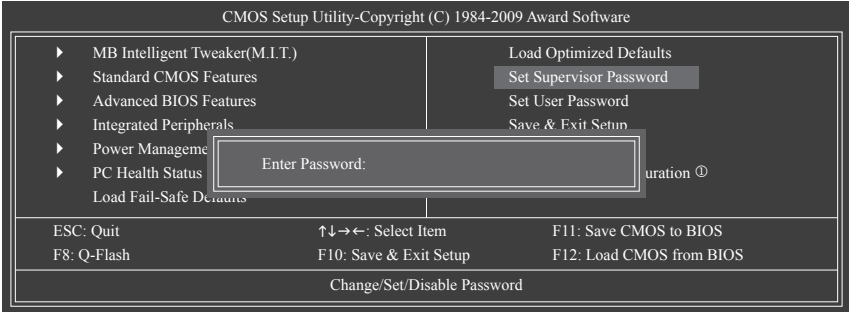 CMOS Setup Utility-Copyright (C) 1984-2009 Award Software
MB Intelligent Tweaker(M.I.T.)
Standard CMOS Features
Advanced BIOS Features
Integrated Peripherals
Power Manageme
PC Health Status
Load Fail-Safe Defaults
Load Optimized Defaults
Set Supervisor Password
Set User Password
Save & Exit Setup
uration ①
Enter Password:
ESC: Quit ↑↓→←: Select Item F11: Save CMOS to BIOS
F8: Q-Flash F10: Save & Exit Setup F12: Load CMOS from BIOS
Change/Set/Disable Password